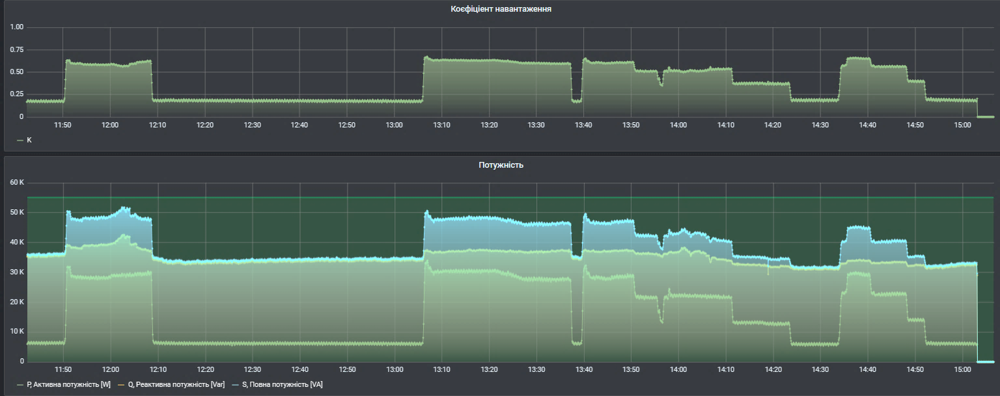 Коєфіцієнт навантаження
1.00
0.75
0.50
0.25
0
11:50 12:00 12:10 12:20 12:30 12:40 12:50 13:00 13:10 13:20 13:30 13:40 13:50 14:00 14:10 14:20 14:30 14:40 14:50 15:00
K
Потужність
60 K
50 K
40 K
30 K
20 K
10 K
0
11:50 12:00 12:10 12:20 12:30 12:40 12:50 13:00 13:10 13:20 13:30 13:40 13:50 14:00 14:10 14:20 14:30 14:40 14:50 15:00
P, Активна потужність [W] Q, Реактивна потужність [Var] S, Повна потужність [VA]